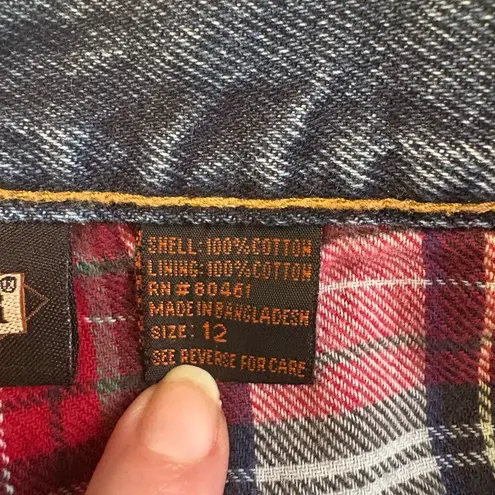 SHELL: 100% COTTON
LINING: 100% COTTON
RN # 80461
MADE IN BANGLADESH
SIZE: 12
SEE REVERSE FOR CARE
®